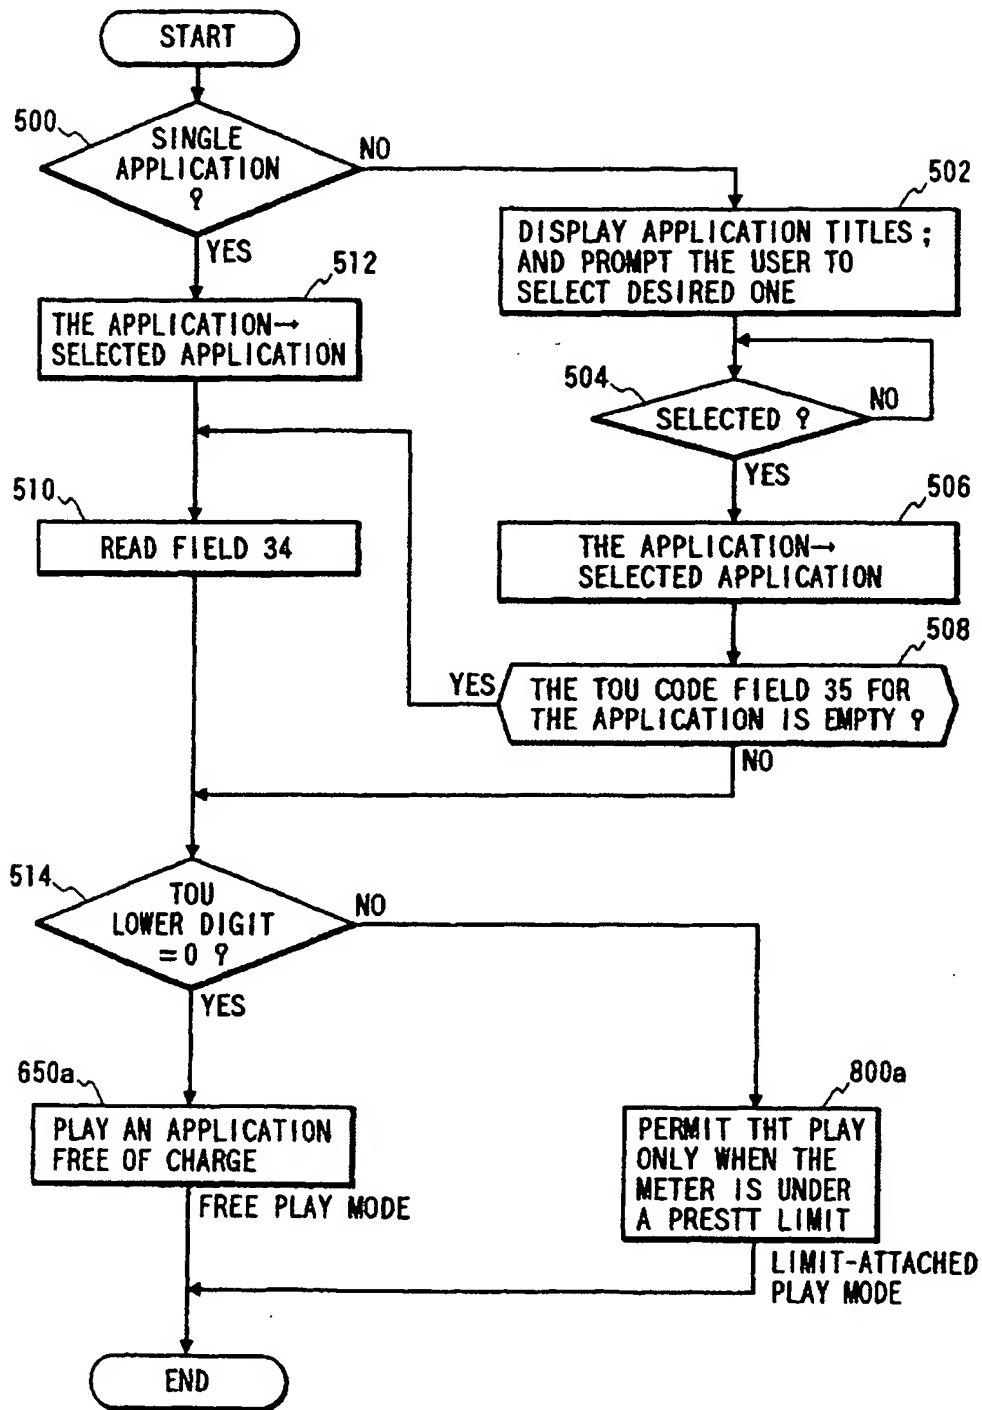 START
500
SINGLE
APPLICATION
?
NO
YES
502
DISPLAY APPLICATION TITLES;
AND PROMPT THE USER TO
SELECT DESIRED ONE
512
THE APPLICATION→
SELECTED APPLICATION
504
SELECTED ?
NO
YES
510
READ FIELD 34
506
THE APPLICATION→
SELECTED APPLICATION
508
YES
THE TOU CODE FIELD 35 FOR
THE APPLICATION IS EMPTY ?
NO
514
TOU
LOWER DIGIT
=0 ?
NO
YES
650a
PLAY AN APPLICATION
FREE OF CHARGE
FREE PLAY MODE
800a
PERMIT THT PLAY
ONLY WHEN THE
METER IS UNDER
A PRESTT LIMIT
LIMIT-ATTACHED
PLAY MODE
END